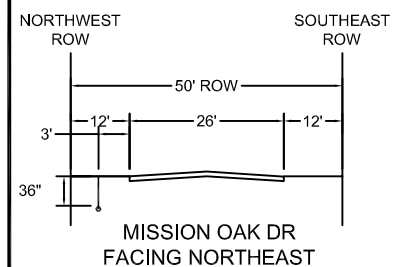 NORTHWEST
ROW
SOUTHEAST
ROW
50' ROW
12'
26'
12'
3'
36"
MISSION OAK DR
FACING NORTHEAST